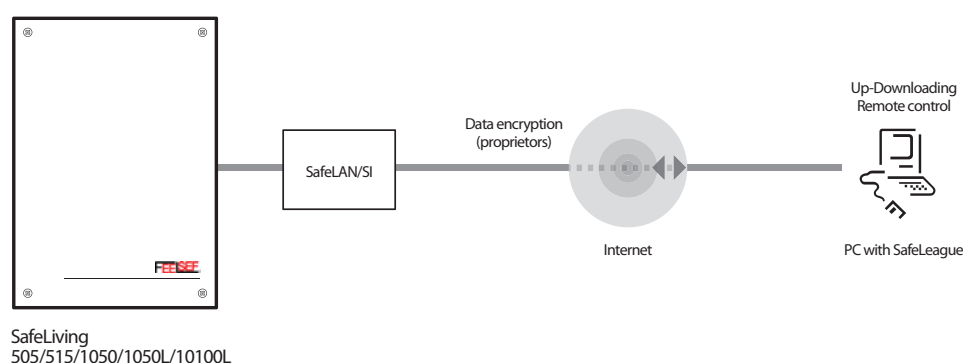 Up-Downloading
Remote control
Data encryption
(proprietors)
SafeLAN/SI
Internet
PC with SafeLeague
SafeLiving
505/515/1050/1050L/10100L